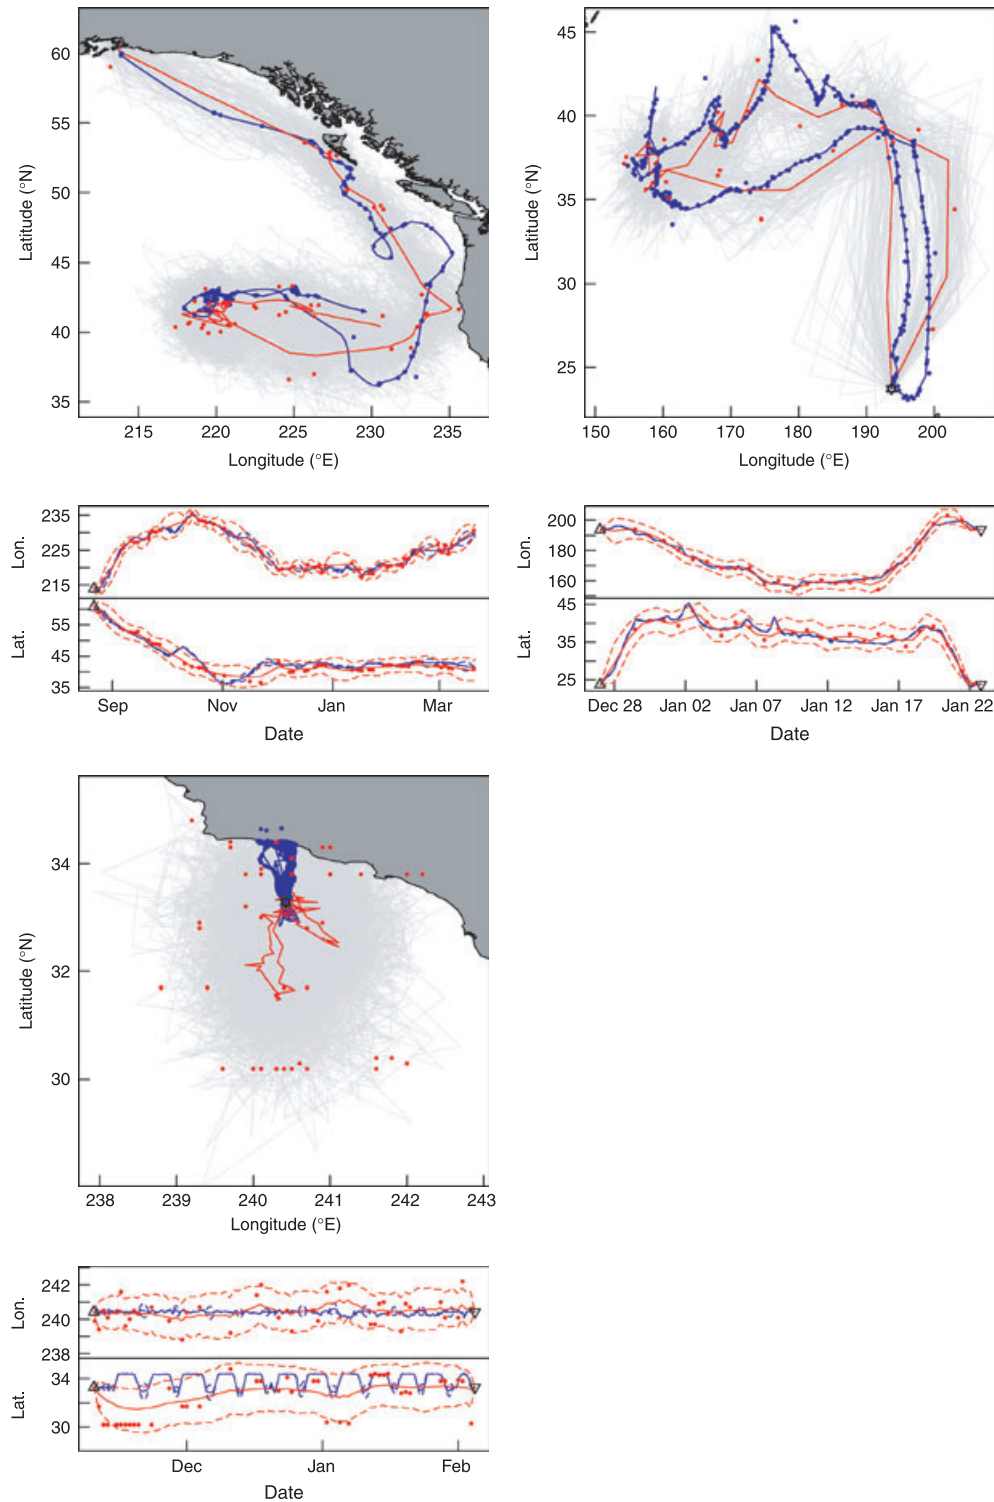 60
55
50
45
40
35
Latitude (°N)
215 220 225 230 235
Longitude (°E)
45
40
35
30
25
Latitude (°N)
150 160 170 180 190 200
Longitude (°E)
235
225
215
Lon.
55
45
35
Lat.
Sep Nov Jan Mar
Date
200
180
160
Lon.
45
35
25
Lat.
Dec 28 Jan 02 Jan 07 Jan 12 Jan 17 Jan 22
Date
34
32
30
Latitude (°N)
238 239 240 241 242 243
Longitude (°E)
242
240
238
Lon.
34
30
Lat.
Dec Jan Feb
Date